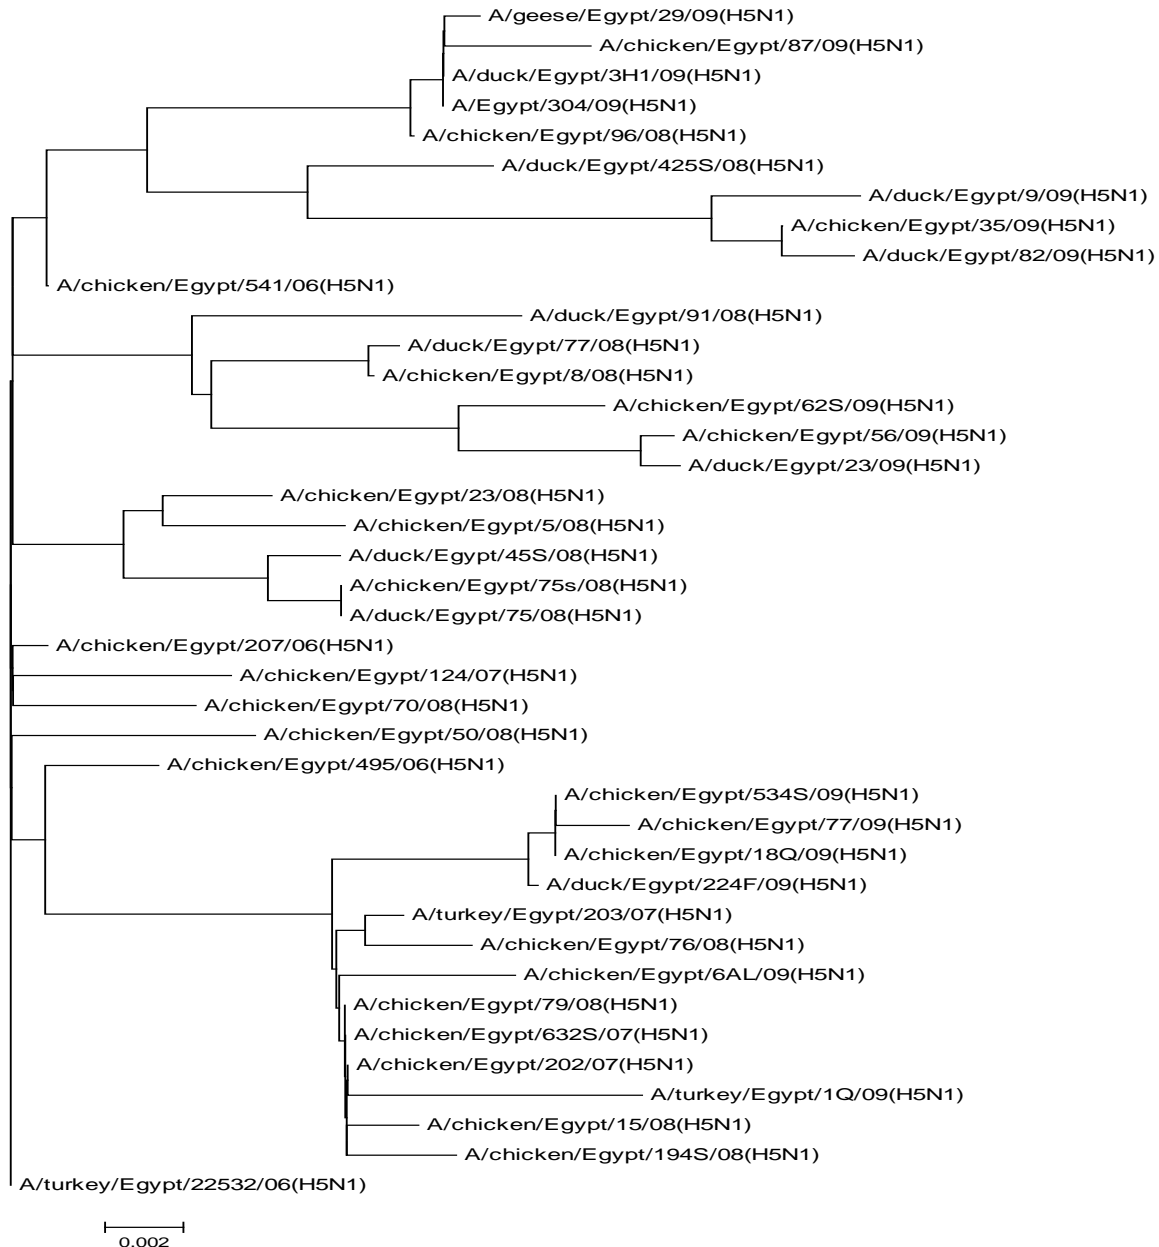 A/geese/Egypt/29/09(H5N1)
A/chicken/Egypt/87/09(H5N1)
A/duck/Egypt/3H1/09(H5N1)
A/Egypt/304/09(H5N1)
A/chicken/Egypt/96/08(H5N1)
A/duck/Egypt/425S/08(H5N1)
A/duck/Egypt/9/09(H5N1)
A/chicken/Egypt/35/09(H5N1)
A/duck/Egypt/82/09(H5N1)
A/chicken/Egypt/541/06(H5N1)
A/duck/Egypt/91/08(H5N1)
A/duck/Egypt/77/08(H5N1)
A/chicken/Egypt/8/08(H5N1)
A/chicken/Egypt/62S/09(H5N1)
A/chicken/Egypt/56/09(H5N1)
A/duck/Egypt/23/09(H5N1)
A/chicken/Egypt/23/08(H5N1)
A/chicken/Egypt/5/08(H5N1)
A/duck/Egypt/45S/08(H5N1)
A/chicken/Egypt/75s/08(H5N1)
A/duck/Egypt/75/08(H5N1)
A/chicken/Egypt/207/06(H5N1)
A/chicken/Egypt/124/07(H5N1)
A/chicken/Egypt/70/08(H5N1)
A/chicken/Egypt/50/08(H5N1)
A/chicken/Egypt/495/06(H5N1)
A/chicken/Egypt/534S/09(H5N1)
A/chicken/Egypt/77/09(H5N1)
A/chicken/Egypt/18Q/09(H5N1)
A/duck/Egypt/224F/09(H5N1)
A/turkey/Egypt/203/07(H5N1)
A/chicken/Egypt/76/08(H5N1)
A/chicken/Egypt/6AL/09(H5N1)
A/chicken/Egypt/79/08(H5N1)
A/chicken/Egypt/632S/07(H5N1)
A/chicken/Egypt/202/07(H5N1)
A/turkey/Egypt/1Q/09(H5N1)
A/chicken/Egypt/15/08(H5N1)
A/chicken/Egypt/194S/08(H5N1)
A/turkey/Egypt/22532/06(H5N1)
0.002